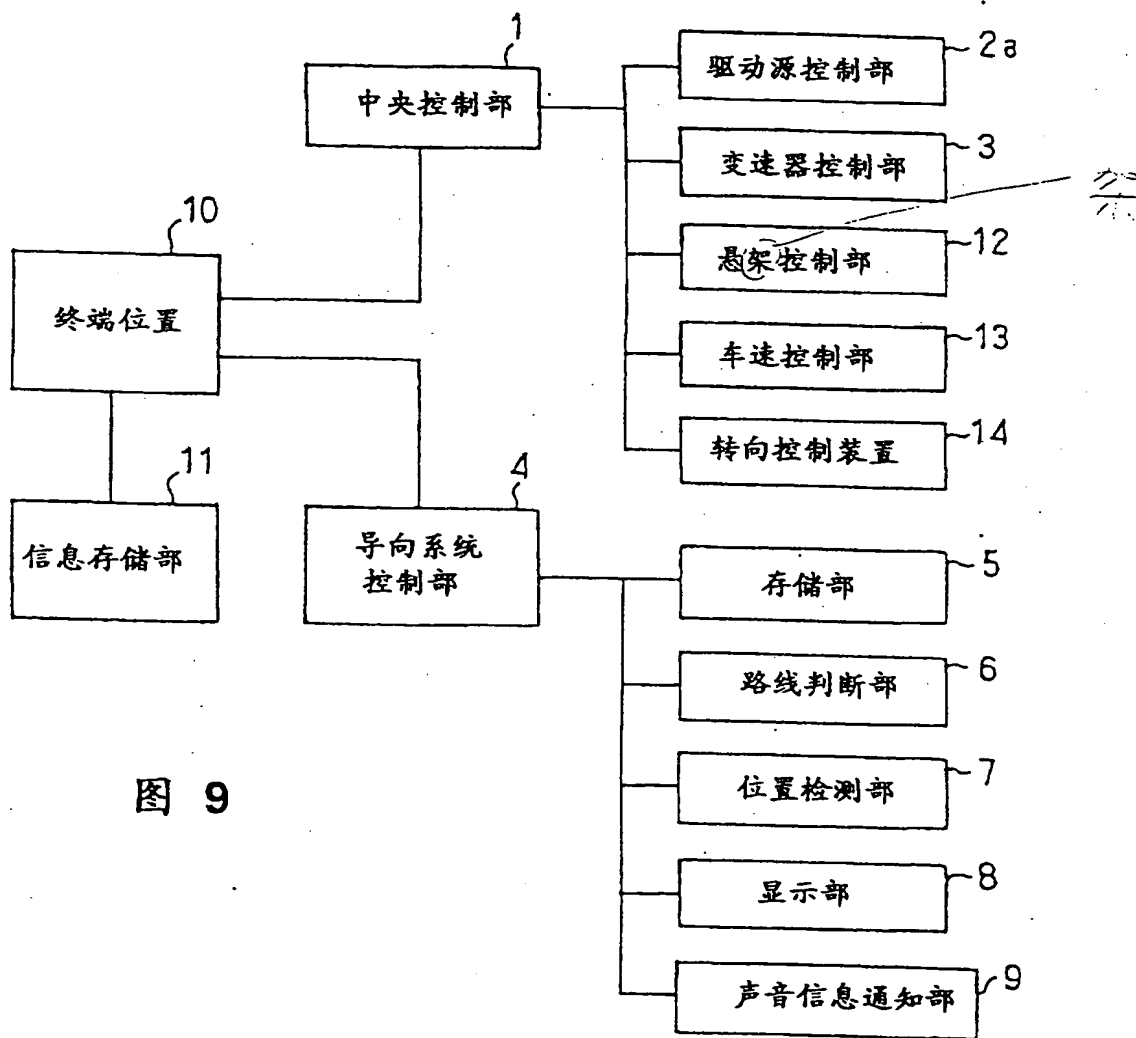 1
中央控制部
2a
驱动源控制部
3
变速器控制部
12
悬架控制部
13
车速控制部
14
转向控制装置
10
终端位置
11
信息存储部
4
导向系统
控制部
5
存储部
6
路线判断部
7
位置检测部
8
显示部
9
声音信息通知部
图 9